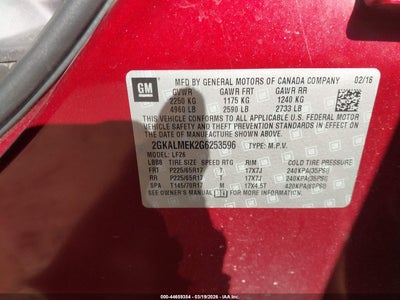 GM
MFD BY GENERAL MOTORS OF CANADA COMPANY 02/16
GVWR GAWR FRT GAWR RR
2250 KG 1175 KG 1240 KG
4960 LB 2590 LB 2733 LB
THIS VEHICLE CONFORMS TO ALL APPLICABLE U.S. FEDERAL
MOTOR VEHICLE SAFETY, BUMPER, AND THEFT PREVENTION
STANDARDS IN EFFECT ON THE DATE OF MANUFACTURE
SHOWN ABOVE.
2GKALMEK2G6253596 TYPE: M.P.V.
MODEL: LF26
TIRE SIZE SPEED RTG RIM COLD TIRE PRESSURE
FRT P225/65R17 T 17X7J 240KPA(35PSI)
RR P225/65R17 T 17X7J 240KPA(35PSI)
SPA T145/70R17 M 17X4.5T 420KPA(60PSI)
SEE OWNER'S MANUAL FOR MORE INFORMATION.
000-44659354 - 03/19/2026 -
IAA Inc.